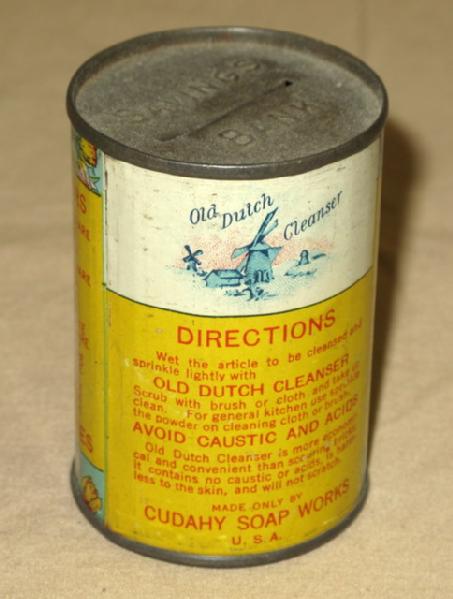 SAVINGS
BANK
Old Dutch Cleanser
DIRECTIONS
Wet the article to be cleansed and
sprinkle lightly with
OLD DUTCH CLEANSER
Scrub with brush or cloth and take up
clean. For general kitchen use sprinkle
the powder on cleaning cloth or brush.
AVOID CAUSTIC AND ACIDS
Old Dutch Cleanser is more economi-
cal and convenient than scouring bricks,
it contains no caustic or acids, is harm-
less to the skin, and will not scratch.
MADE ONLY BY
CUDAHY SOAP WORKS
U. S. A.